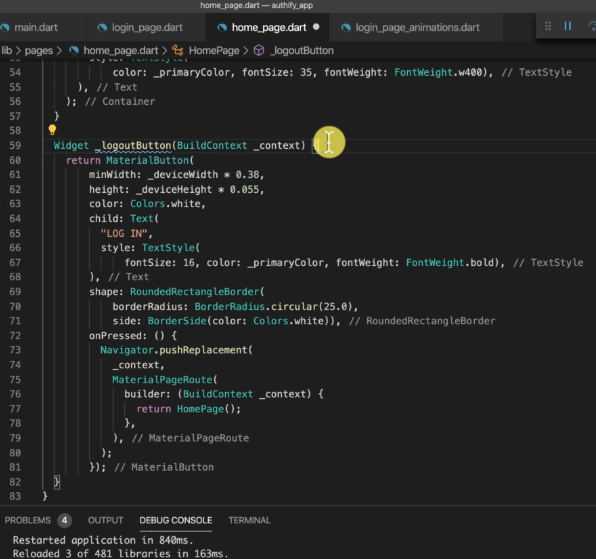 home_page.dart — authify_app
main.dart login_page.dart home_page.dart login_page_animations.dart
lib > pages > home_page.dart > HomePage > _logoutButton
53 style: TextStyle(
54 color: _primaryColor, fontSize: 35, fontWeight: FontWeight.w400), // TextStyle
55 ), // Text
56 ); // Container
57 }
58
59 Widget _logoutButton(BuildContext _context) {
60 return MaterialButton(
61 minWidth: _deviceWidth * 0.38,
62 height: _deviceHeight * 0.055,
63 color: Colors.white,
64 child: Text(
65 "LOG IN",
66 style: TextStyle(
67 fontSize: 16, color: _primaryColor, fontWeight: FontWeight.bold), // TextStyle
68 ), // Text
69 shape: RoundedRectangleBorder(
70 borderRadius: BorderRadius.circular(25.0),
71 side: BorderSide(color: Colors.white)), // RoundedRectangleBorder
72 onPressed: () {
73 Navigator.pushReplacement(
74 _context,
75 MaterialPageRoute(
76 builder: (BuildContext _context) {
77 return HomePage();
78 },
79 ), // MaterialPageRoute
80 );
81 }); // MaterialButton
82 }
83 }
PROBLEMS 4 OUTPUT DEBUG CONSOLE TERMINAL
Restarted application in 840ms.
Reloaded 3 of 481 libraries in 163ms.